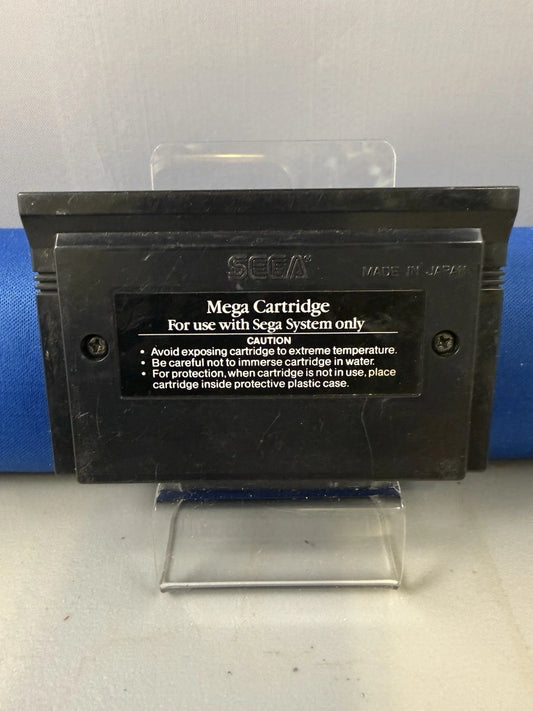 SEGA®
MADE IN JAPAN
Mega Cartridge
For use with Sega System only
CAUTION
• Avoid exposing cartridge to extreme temperature.
• Be careful not to immerse cartridge in water.
• For protection, when cartridge is not in use, place
cartridge inside protective plastic case.